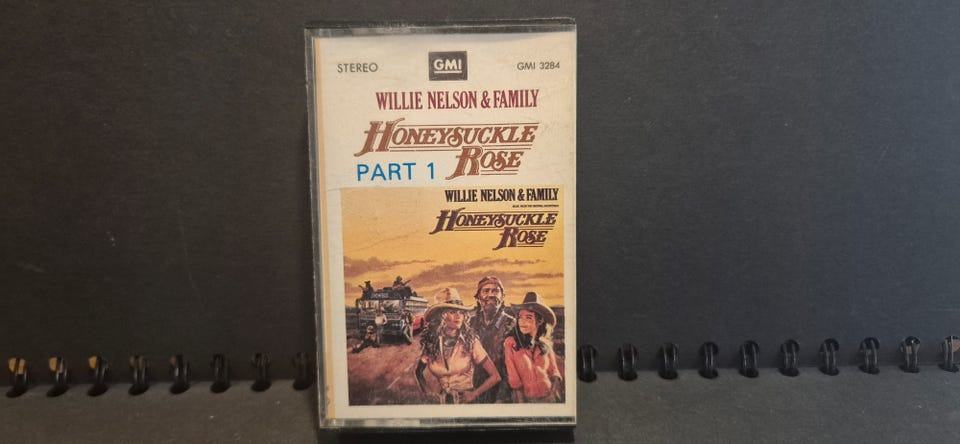 STEREO GMI GMI 3284
WILLIE NELSON & FAMILY
HONEYSUCKLE
ROSE
PART 1
WILLIE NELSON & FAMILY
HONEYSUCKLE
ROSE